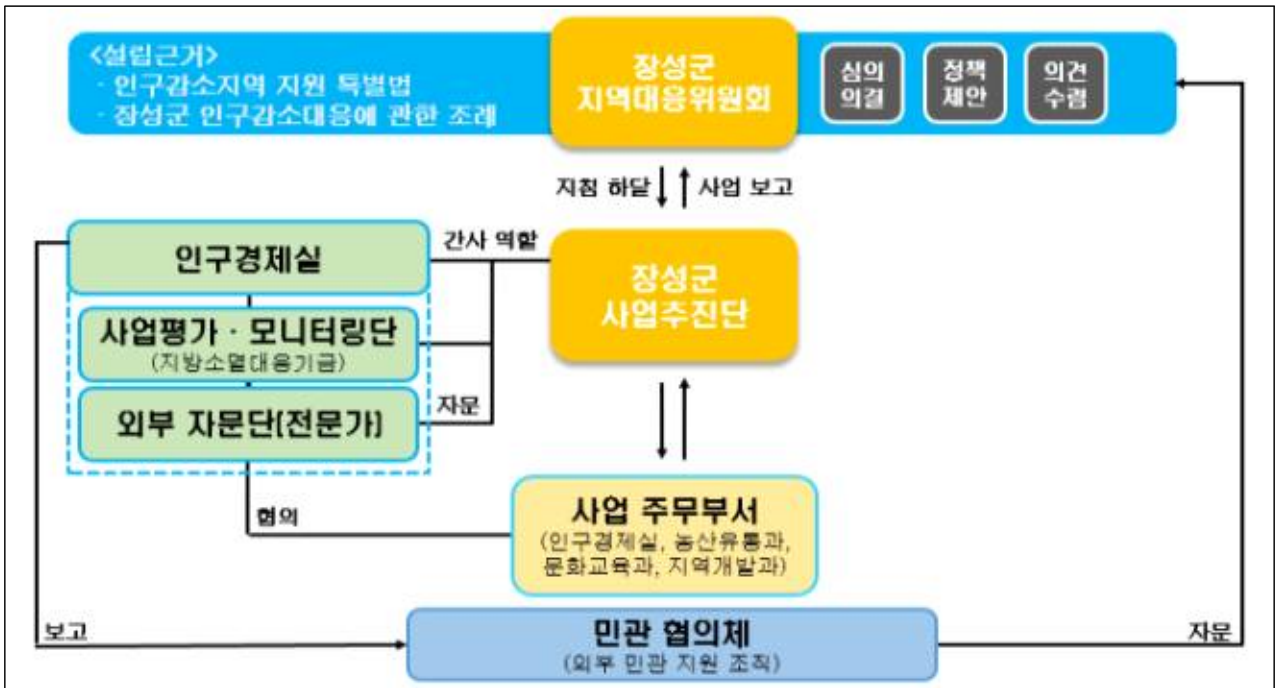 <설립근거>
· 인구감소지역 지원 특별법
· 장성군 인구감소대응에 관한 조례
장성군
지역대응위원회
심의
의결
정책
제안
의견
수렴
지침 하달
사업 보고
인구경제실
간사 역할
장성군
사업추진단
사업평가 · 모니터링단
(지방소멸대응기금)
외부 자문단(전문가)
자문
협의
사업 주무부서
(인구경제실, 농산유통과,
문화교육과, 지역개발과)
보고
민관 협의체
(외부 민관 지원 조직)
자문